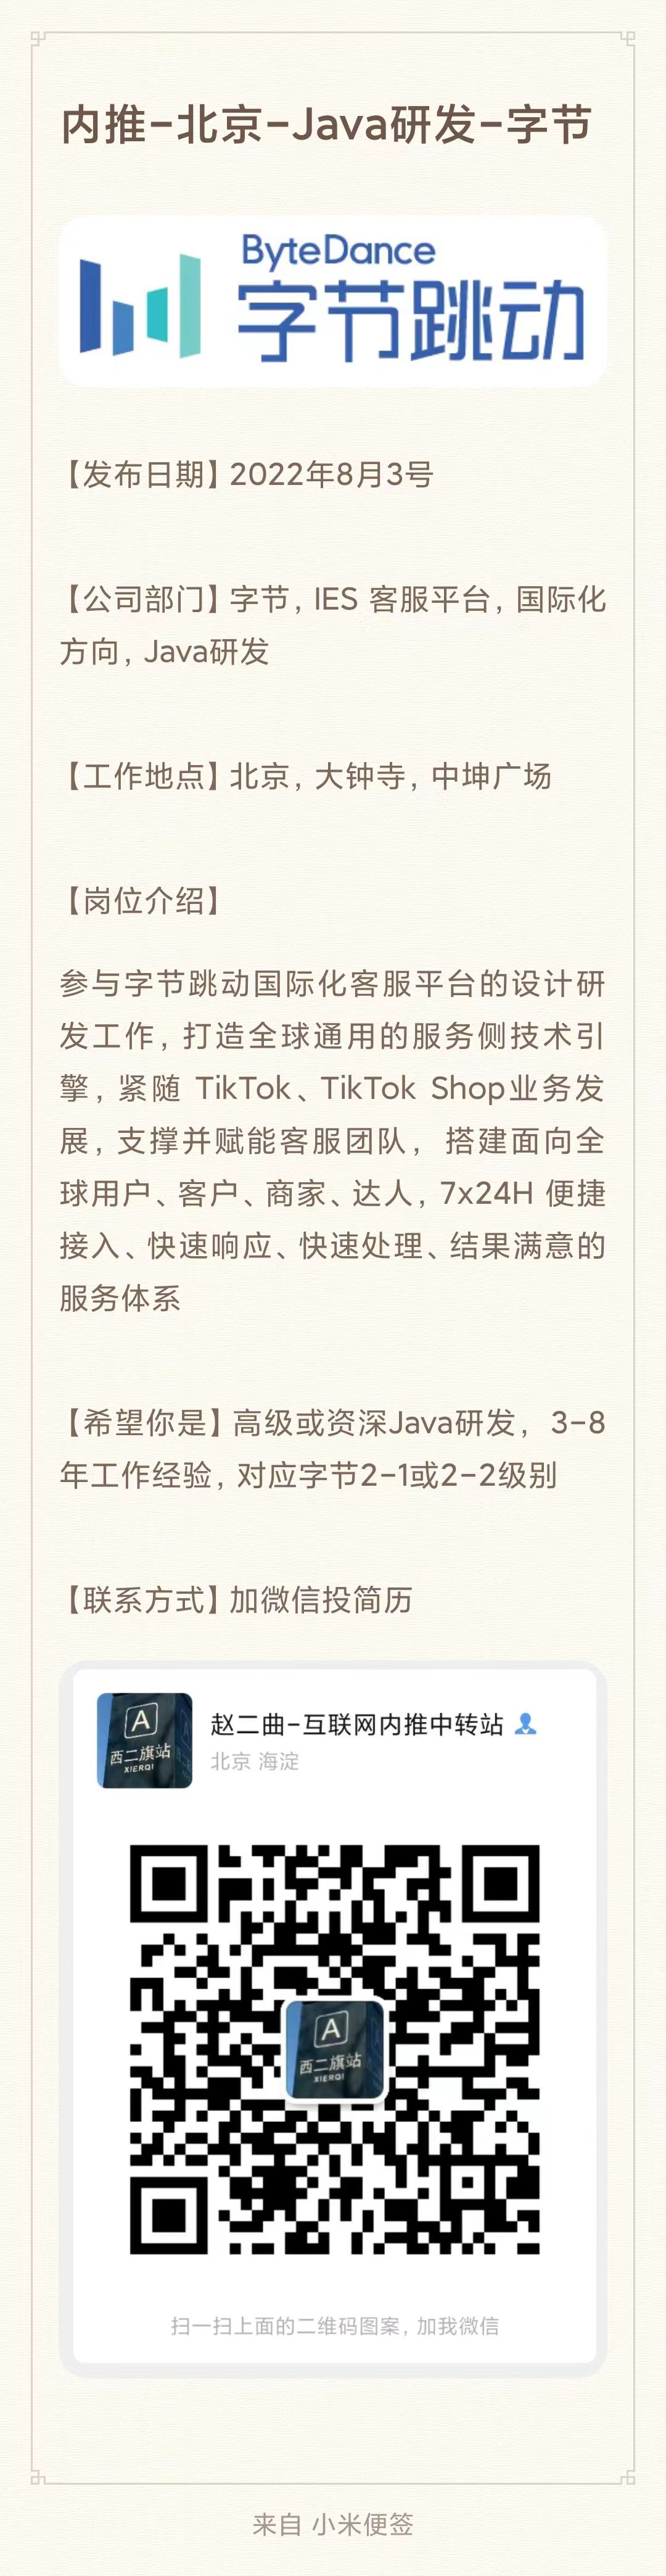 内推-北京-Java研发-字节
ByteDance
字节跳动
【发布日期】2022年8月3号
【公司部门】字节，IES 客服平台，国际化
方向，Java研发
【工作地点】北京，大钟寺，中坤广场
【岗位介绍】
参与字节跳动国际化客服平台的设计研
发工作，打造全球通用的服务侧技术引
擎，紧随 TikTok、TikTok Shop业务发
展，支撑并赋能客服团队， 搭建面向全
球用户、客户、商家、达人，7x24H 便捷
接入、快速响应、快速处理、结果满意的
服务体系
【希望你是】高级或资深Java研发， 3-8
年工作经验，对应字节2-1或2-2级别
【联系方式】加微信投简历
A
西二旗站
XIERQI
赵二曲-互联网内推中转站
北京 海淀
A
西二旗站
XIERQI
扫一扫上面的二维码图案，加我微信
来自 小米便签